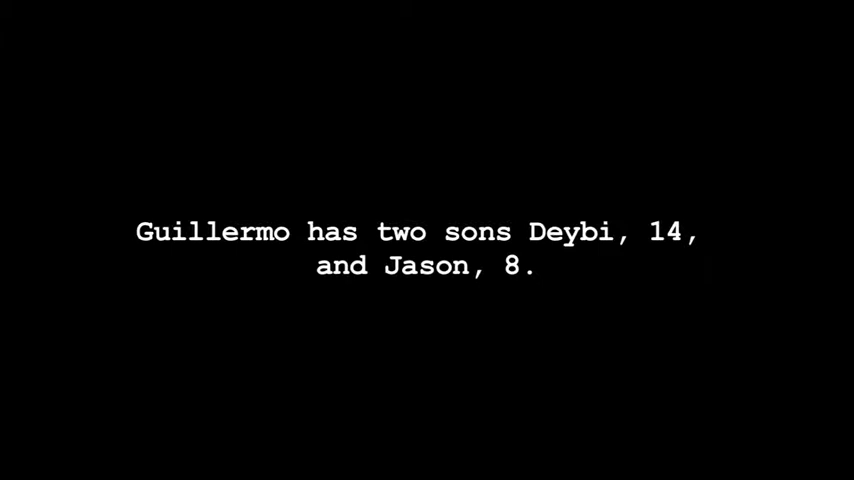 Guillermo has two sons Deybi, 14,
and Jason, 8.